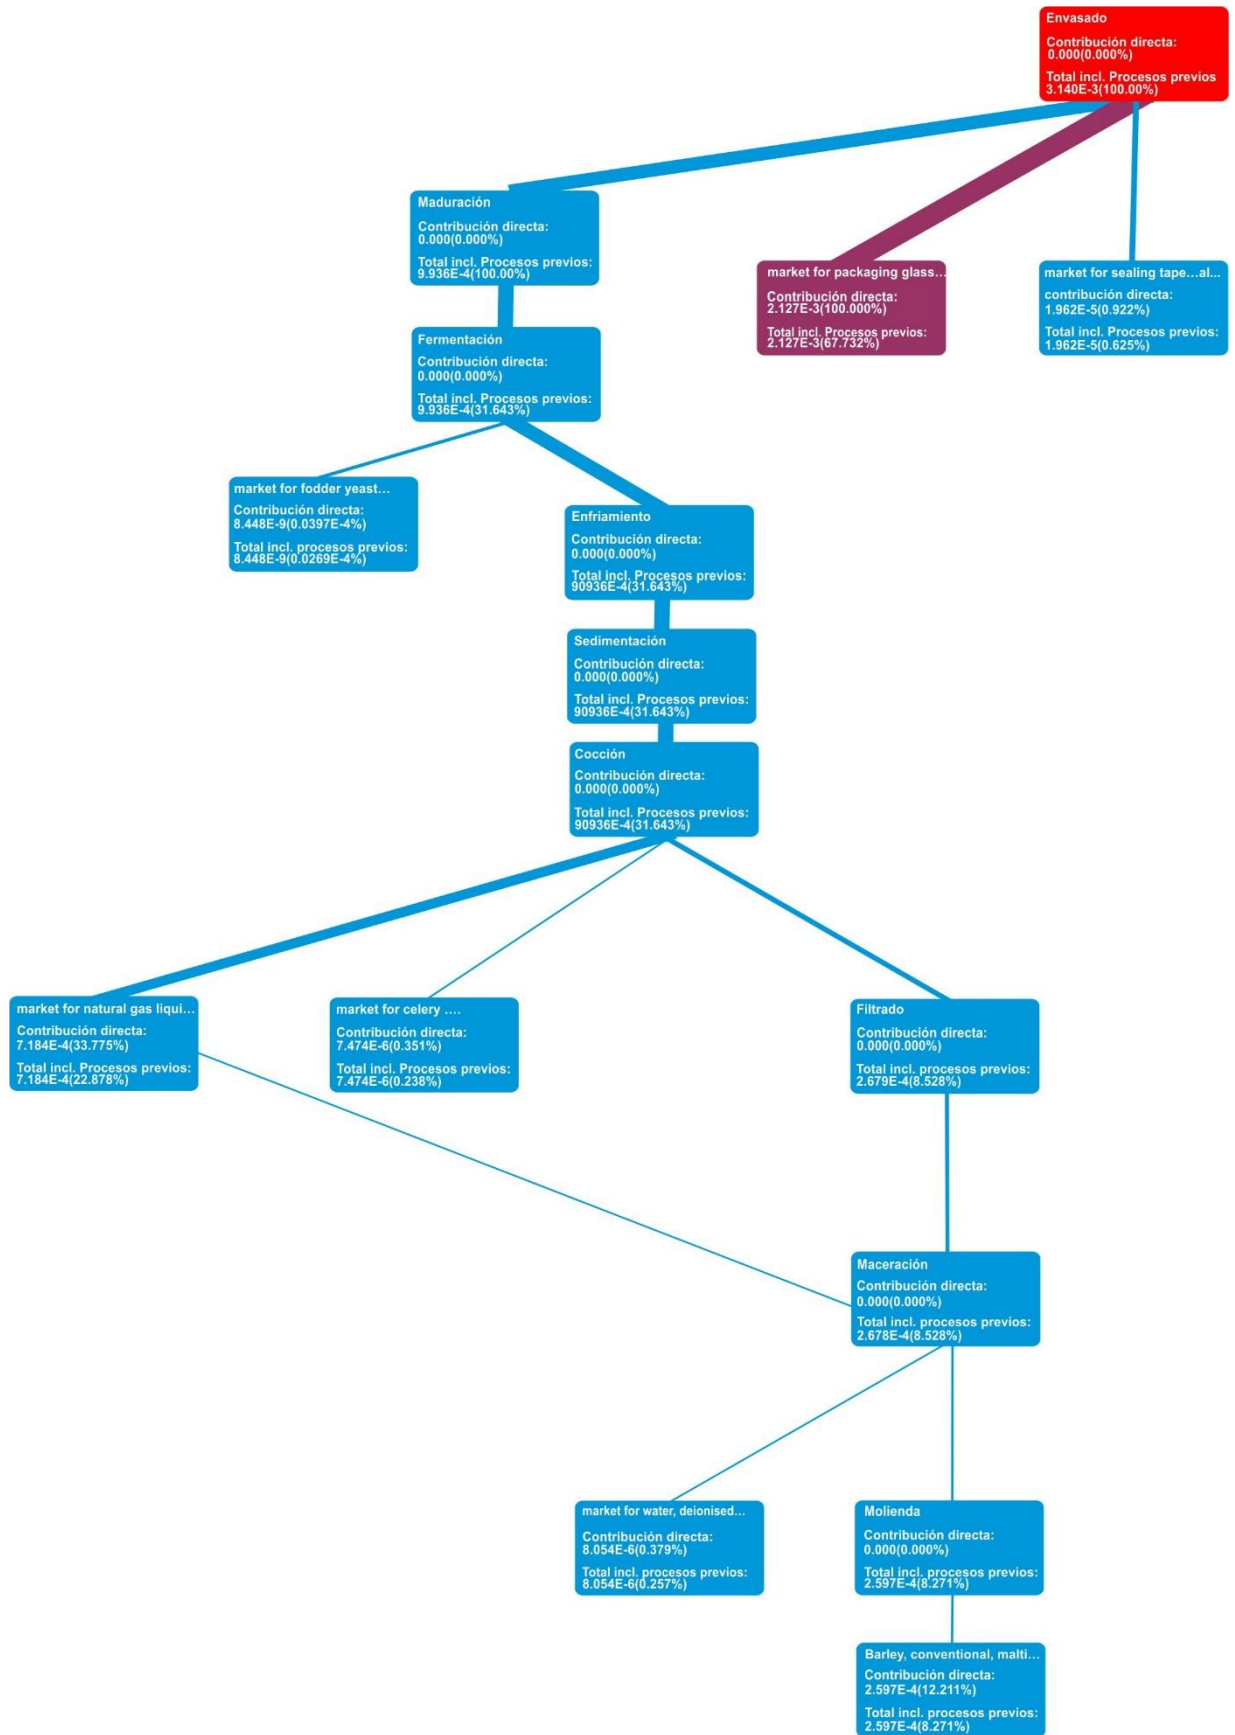 Envasado
Contribución directa:
0.000(0.000%)
Total incl. Procesos previos
3.140E-3(100.00%)
Maduración
Contribución directa:
0.000(0.000%)
Total incl. Procesos previos:
9.936E-4(100.00%)
market for packaging glass...
Contribución directa:
2.127E-3(100.000%)
Total incl. Procesos previos:
2.127E-3(67.732%)
market for sealing tape...al...
contribución directa:
1.962E-5(0.922%)
Total incl. Procesos previos:
1.962E-5(0.625%)
Fermentación
Contribución directa:
0.000(0.000%)
Total incl. Procesos previos:
9.936E-4(31.643%)
market for fodder yeast...
Contribución directa:
8.448E-9(0.0397E-4%)
Total incl. procesos previos:
8.448E-9(0.0269E-4%)
Enfriamiento
Contribución directa:
0.000(0.000%)
Total incl. Procesos previos:
90936E-4(31.643%)
Sedimentación
Contribución directa:
0.000(0.000%)
Total incl. Procesos previos:
90936E-4(31.643%)
Cocción
Contribución directa:
0.000(0.000%)
Total incl. Procesos previos:
90936E-4(31.643%)
market for natural gas liqui...
Contribución directa:
7.184E-4(33.775%)
Total incl. Procesos previos:
7.184E-4(22.878%)
market for celery ....
Contribución directa:
7.474E-6(0.351%)
Total incl. Procesos previos:
7.474E-6(0.238%)
Filtrado
Contribución directa:
0.000(0.000%)
Total incl. procesos previos:
2.679E-4(8.528%)
Maceración
Contribución directa:
0.000(0.000%)
Total incl. procesos previos:
2.678E-4(8.528%)
market for water, deionised...
Contribución directa:
8.054E-6(0.379%)
Total incl. procesos previos:
8.054E-6(0.257%)
Molienda
Contribución directa:
0.000(0.000%)
Total incl. procesos previos:
2.597E-4(8.271%)
Barley, conventional, malti...
Contribución directa:
2.597E-4(12.211%)
Total incl. procesos previos:
2.597E-4(8.271%)